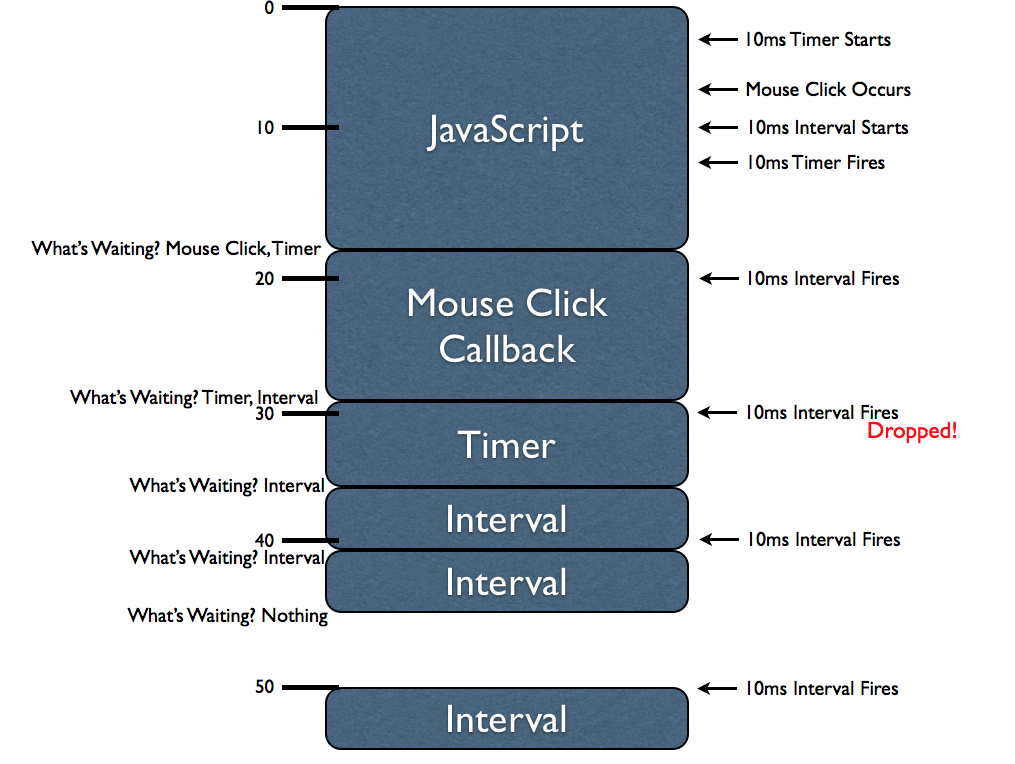 0
10ms Timer Starts
Mouse Click Occurs
10
JavaScript
10ms Interval Starts
10ms Timer Fires
What's Waiting? Mouse Click, Timer
20
10ms Interval Fires
Mouse Click
Callback
What's Waiting? Timer, Interval
30
10ms Interval Fires
Dropped!
Timer
What's Waiting? Interval
Interval
40
10ms Interval Fires
What's Waiting? Interval
Interval
What's Waiting? Nothing
50
10ms Interval Fires
Interval